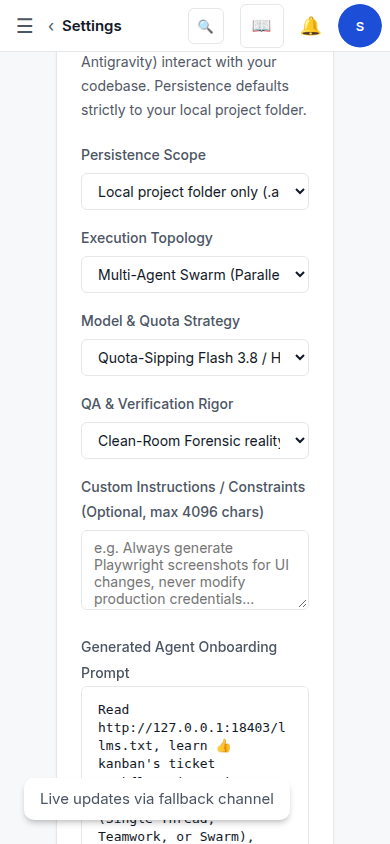 Settings
S
Antigravity) interact with your
codebase. Persistence defaults
strictly to your local project folder.
Persistence Scope
Local project folder only (.a
Execution Topology
Multi-Agent Swarm (Paralle
Model & Quota Strategy
Quota-Sipping Flash 3.8 / H
QA & Verification Rigor
Clean-Room Forensic reality
Custom Instructions / Constraints
(Optional, max 4096 chars)
e.g. Always generate
Playwright screenshots for UI
changes, never modify
production credentials...
Generated Agent Onboarding
Prompt
Read
http://127.0.0.1:18403/l
lms.txt, learn 👍
kanban's ticket
Live updates via fallback channel
(Single Thread,
Teamwork, or Swarm),